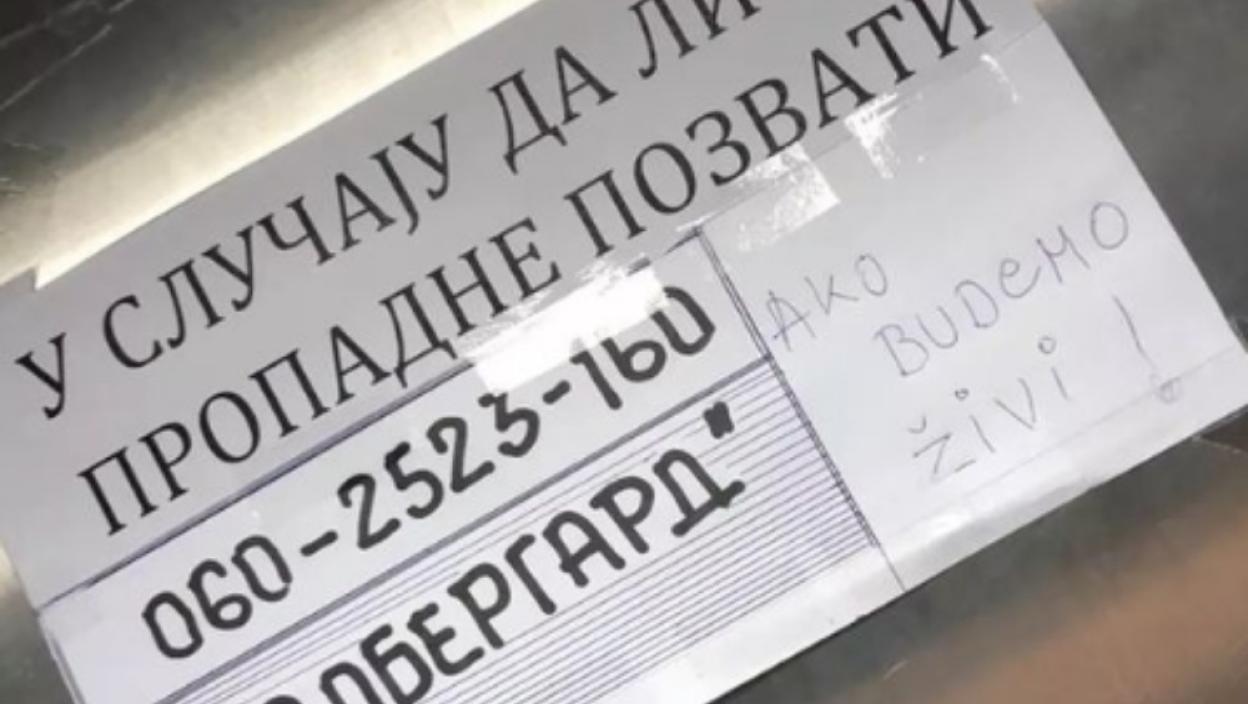 У СЛУЧАЈУ ДА ЛИ
ПРОПАДНЕ ПОЗВАТИ
060-2523-160
ОБЕРГАРД"
AKO
BUDEMO
ŽIVI !